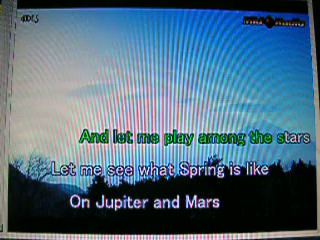 And let me play among the stars
Let me see what Spring is like
On Jupiter and Mars